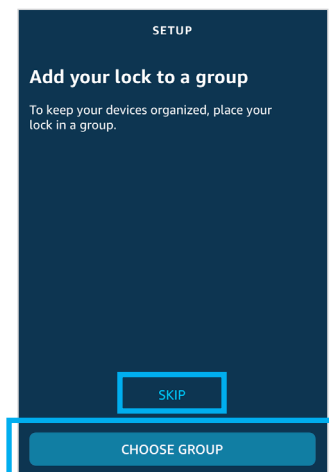 SETUP
Add your lock to a group
To keep your devices organized, place your
lock in a group.
SKIP
CHOOSE GROUP